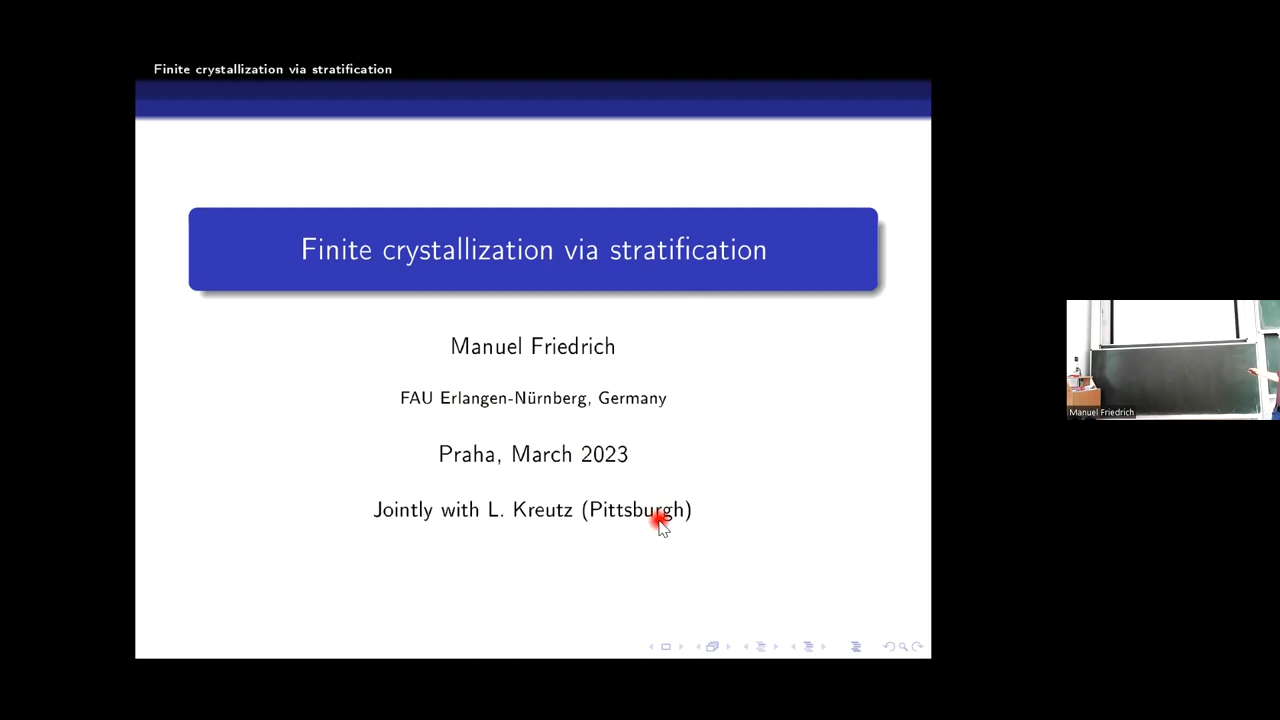 Finite crystallization via stratification
Finite crystallization via stratification
Manuel Friedrich
FAU Erlangen-Nürnberg, Germany
Praha, March 2023
Jointly with L. Kreutz (Pittsburgh)
Manuel Friedrich